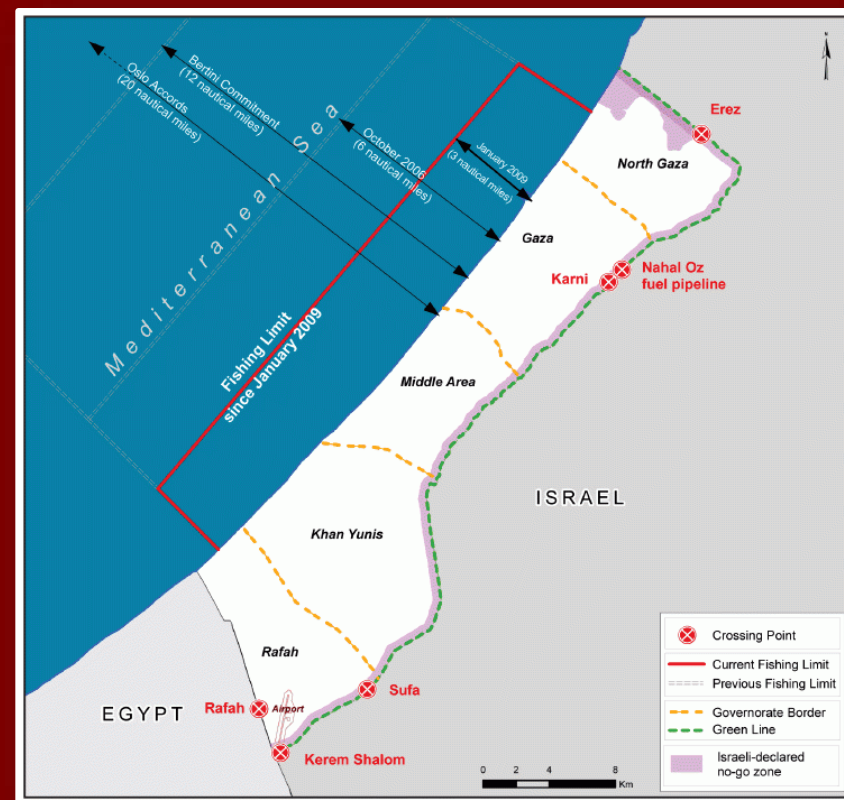 Oslo Accords
(20 nautical miles)
Bertini Commitment
(12 nautical miles)
October 2006
(6 nautical miles)
January 2009
(3 nautical miles)
Mediterranean Sea
Fishing Limit
since January 2009
Erez
North Gaza
Gaza
Karni
Nahal Oz
fuel pipeline
Middle Area
ISRAEL
Khan Yunis
Rafah
Sufa
EGYPT
Rafah
Airport
Kerem Shalom
Crossing Point
Current Fishing Limit
Previous Fishing Limit
Governorate Border
Green Line
Israeli-declared
no-go zone
0 2 4 8
Km